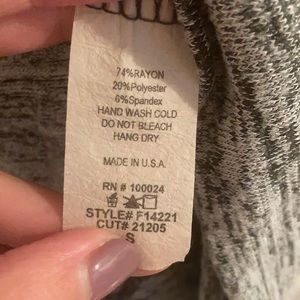 74%RAYON
20%Polyester
6%Spandex
HAND WASH COLD
DO NOT BLEACH
HANG DRY
MADE IN U.S.A.
RN # 100024
STYLE# F14221
CUT# 21205
S